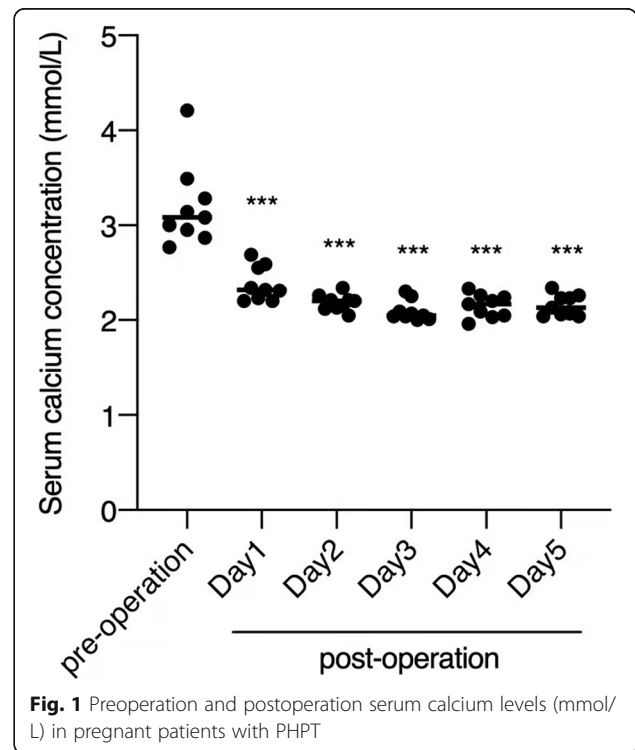 Serum calcium concentration (mmol/L)
5
4
3
2
1
0
***
***
***
***
***
pre-operation
Day1
Day2
Day3
Day4
Day5
post-operation
Fig. 1 Preoperation and postoperation serum calcium levels (mmol/
L) in pregnant patients with PHPT